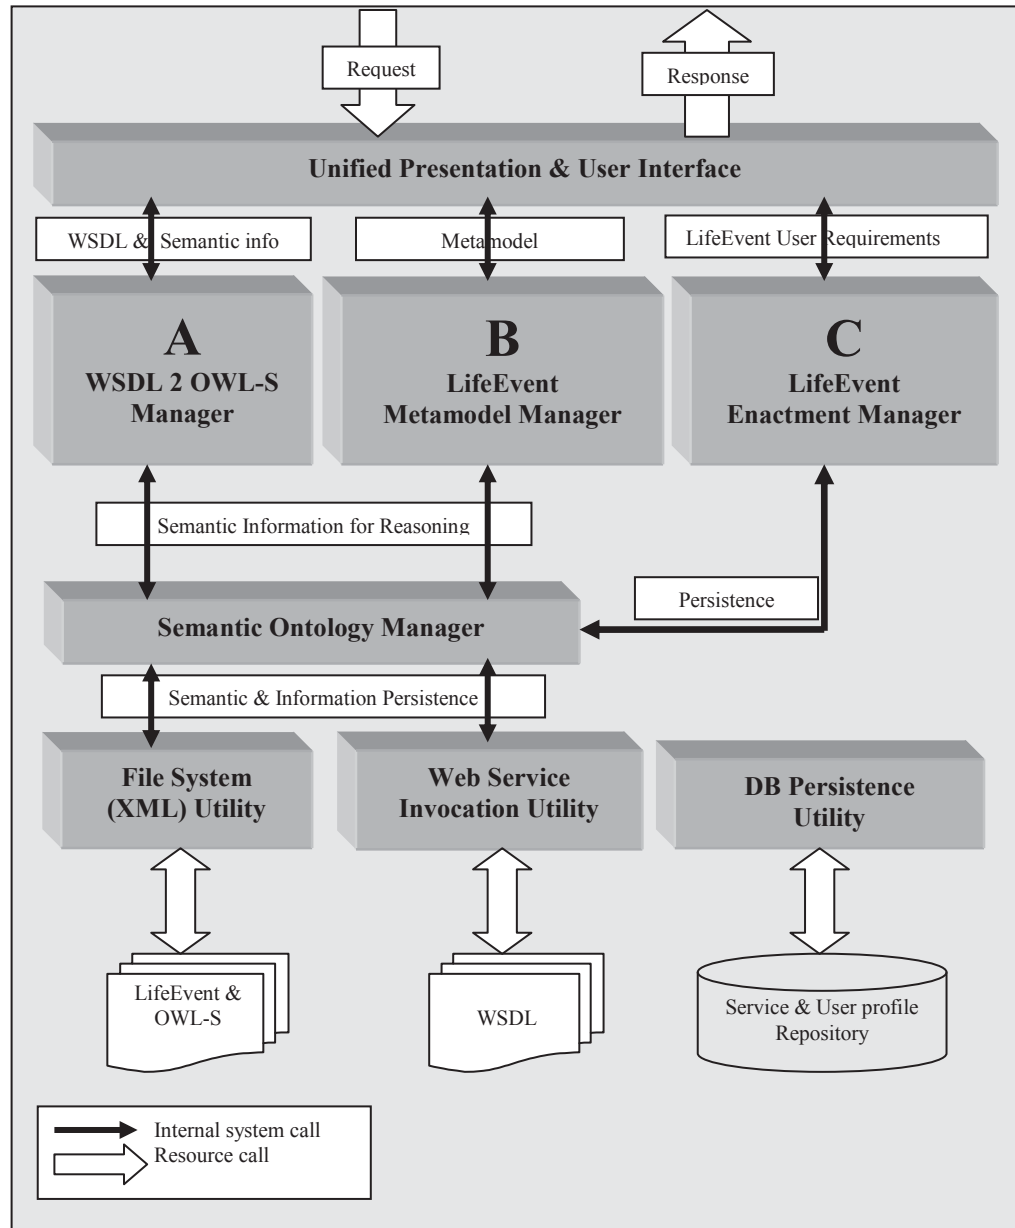 Request
Response
Unified Presentation & User Interface
WSDL & Semantic info
Metamodel
LifeEvent User Requirements
A
WSDL 2 OWL-S
Manager
B
LifeEvent
Metamodel Manager
C
LifeEvent
Enactment Manager
Semantic Information for Reasoning
Persistence
Semantic Ontology Manager
Semantic & Information Persistence
File System
(XML) Utility
Web Service
Invocation Utility
DB Persistence
Utility
LifeEvent &
OWL-S
WSDL
Service & User profile
Repository
Internal system call
Resource call